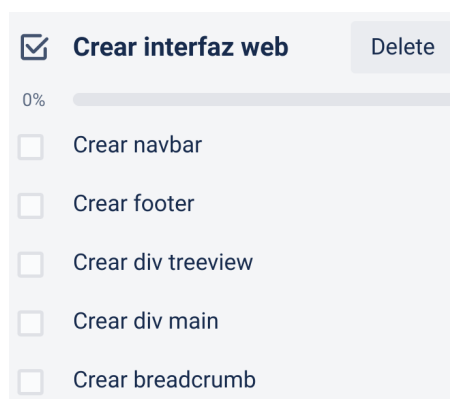 Crear interfaz web Delete
0%
Crear navbar
Crear footer
Crear div treeview
Crear div main
Crear breadcrumb